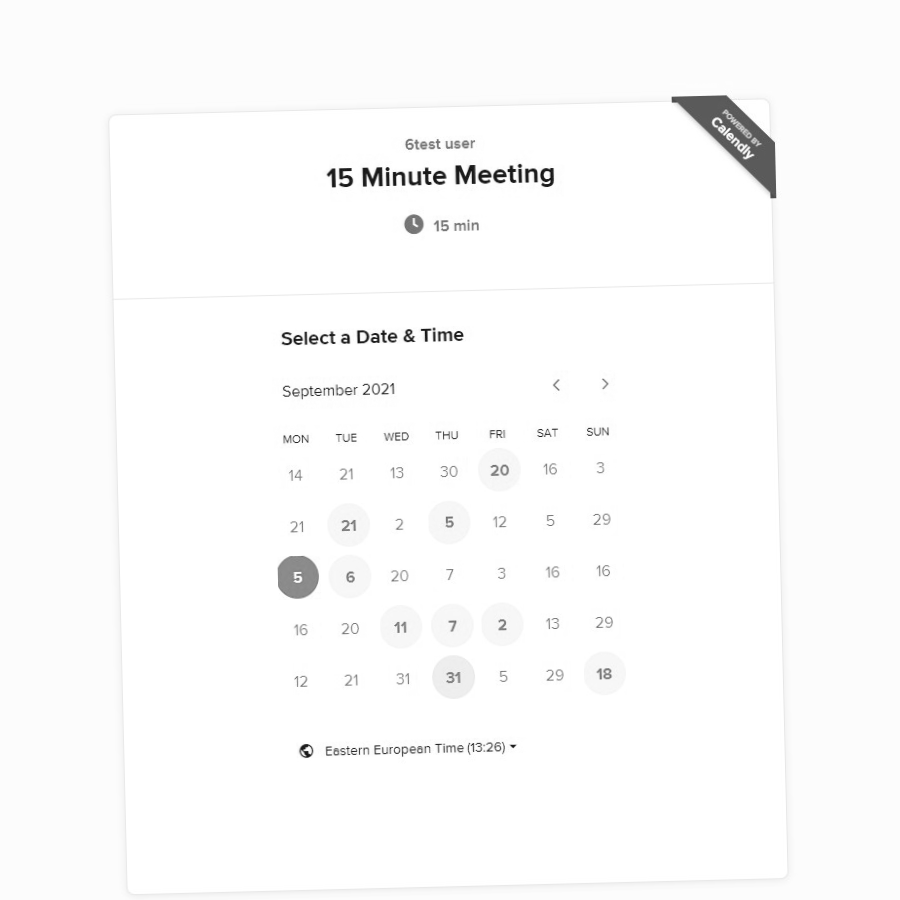 POWERED BY
Calendly
6test user
15 Minute Meeting
15 min
Select a Date & Time
September 2021
MON TUE WED THU FRI SAT SUN
14 21 13 30 20 16 3
21 21 2 5 12 5 29
5 6 20 7 3 16 16
16 20 11 7 2 13 29
12 21 31 31 5 29 18
Eastern European Time (13:26)